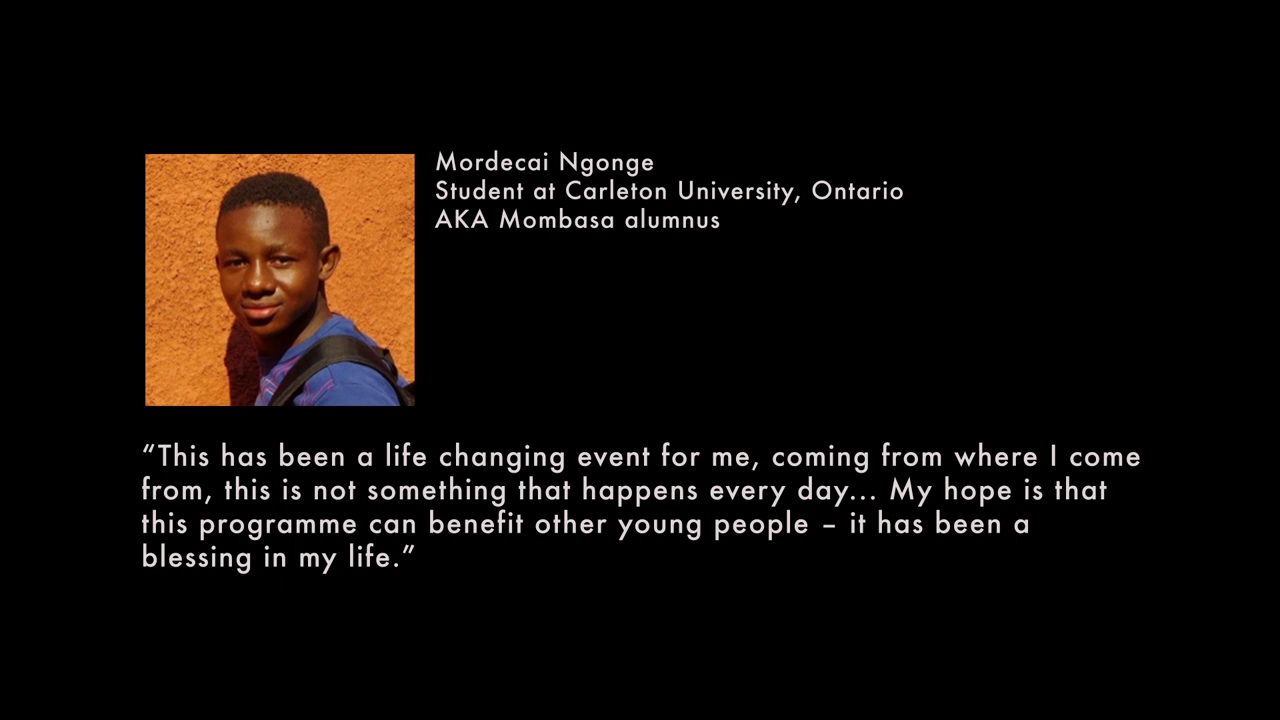 Mordecai Ngonge
Student at Carleton University, Ontario
AKA Mombasa alumnus
“This has been a life changing event for me, coming from where I come
from, this is not something that happens every day... My hope is that
this programme can benefit other young people – it has been a
blessing in my life.”